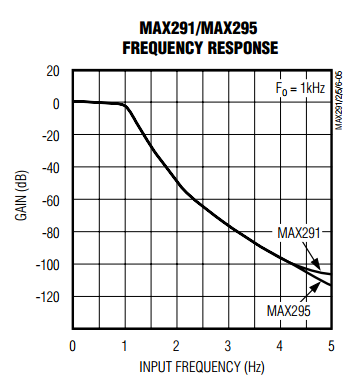 MAX291/MAX295
FREQUENCY RESPONSE
20
0
-20
-40
-60
-80
-100
-120
GAIN (dB)
F₀ = 1kHz
MAX291
MAX295
MAX291/2/5/6-05
0 1 2 3 4 5
INPUT FREQUENCY (Hz)